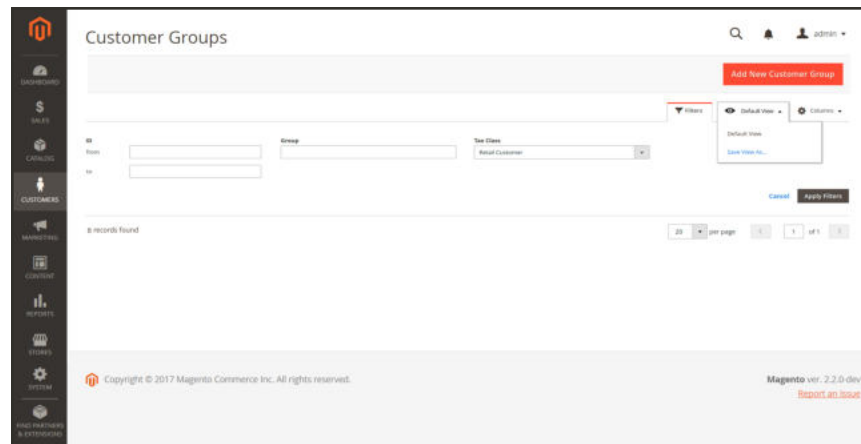 Customer Groups
admin
Add New Customer Group
Filters
Default View
Columns
Default View
Save View As...
ID
from
to
Group
Tax Class
Retail Customer
Cancel
Apply Filters
8 records found
20
per page
1
of 1
DASHBOARD
$
SALES
CATALOG
CUSTOMERS
MARKETING
CONTENT
REPORTS
STORES
SYSTEM
FIND PARTNERS
& EXTENSIONS
Copyright © 2017 Magento Commerce Inc. All rights reserved.
Magento ver. 2.2.0-dev
Report an Issue